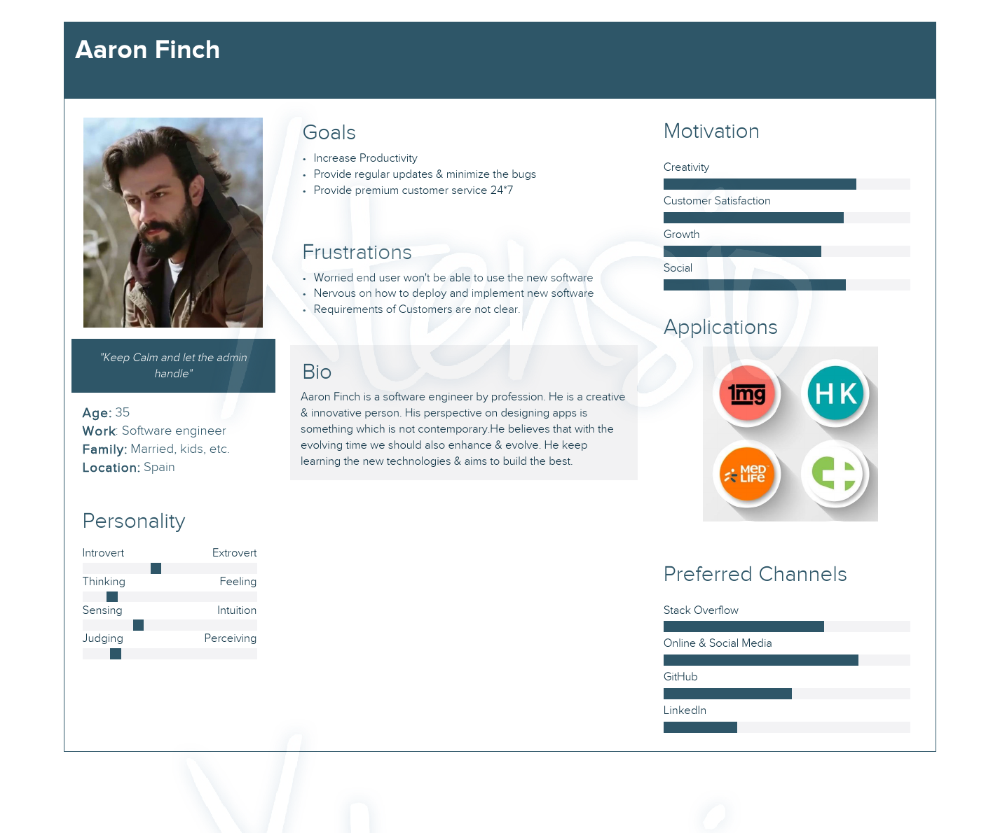 Aaron Finch
"Keep Calm and let the admin
handle"
Age: 35
Work: Software engineer
Family: Married, kids, etc.
Location: Spain
Personality
Introvert Extrovert
Thinking Feeling
Sensing Intuition
Judging Perceiving
Goals
• Increase Productivity
• Provide regular updates & minimize the bugs
• Provide premium customer service 24*7
Frustrations
• Worried end user won't be able to use the new software
• Nervous on how to deploy and implement new software
• Requirements of Customers are not clear.
Bio
Aaron Finch is a software engineer by profession. He is a creative
& innovative person. His perspective on designing apps is
something which is not contemporary.He believes that with the
evolving time we should also enhance & evolve. He keep
learning the new technologies & aims to build the best.
Motivation
Creativity
Customer Satisfaction
Growth
Social
Applications
1mg
HK
MED
LiFE
Preferred Channels
Stack Overflow
Online & Social Media
GitHub
LinkedIn
Xtensio